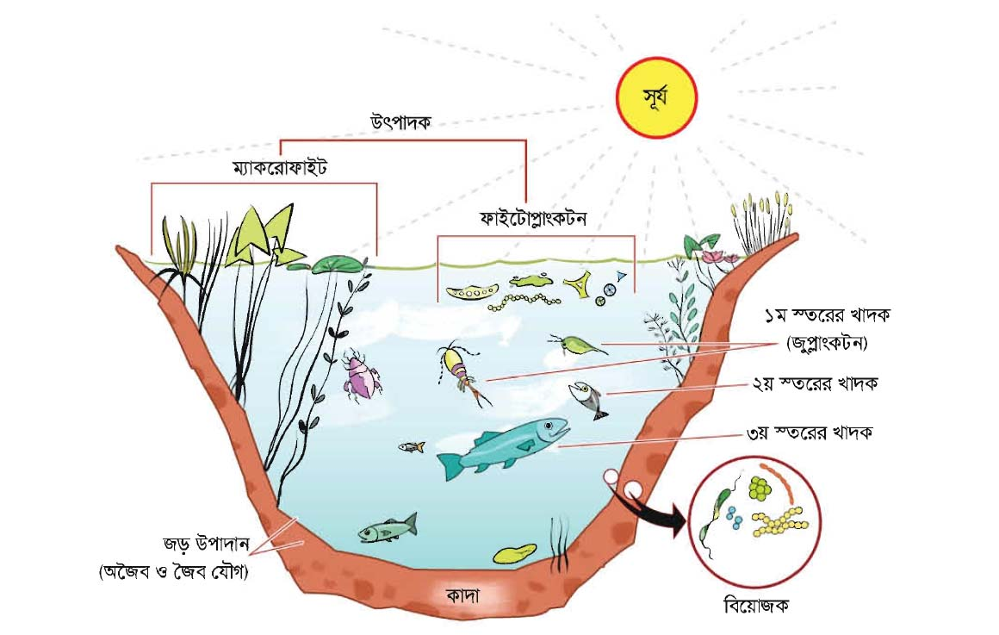 সূর্য
উৎপাদক
ম্যাকরোফাইট
ফাইটোপ্লাংকটন
১ম স্তরের খাদক
(জুপ্লাংকটন)
২য় স্তরের খাদক
৩য় স্তরের খাদক
জড় উপাদান
(অজৈব ও জৈব যৌগ)
কাদা
বিয়োজক